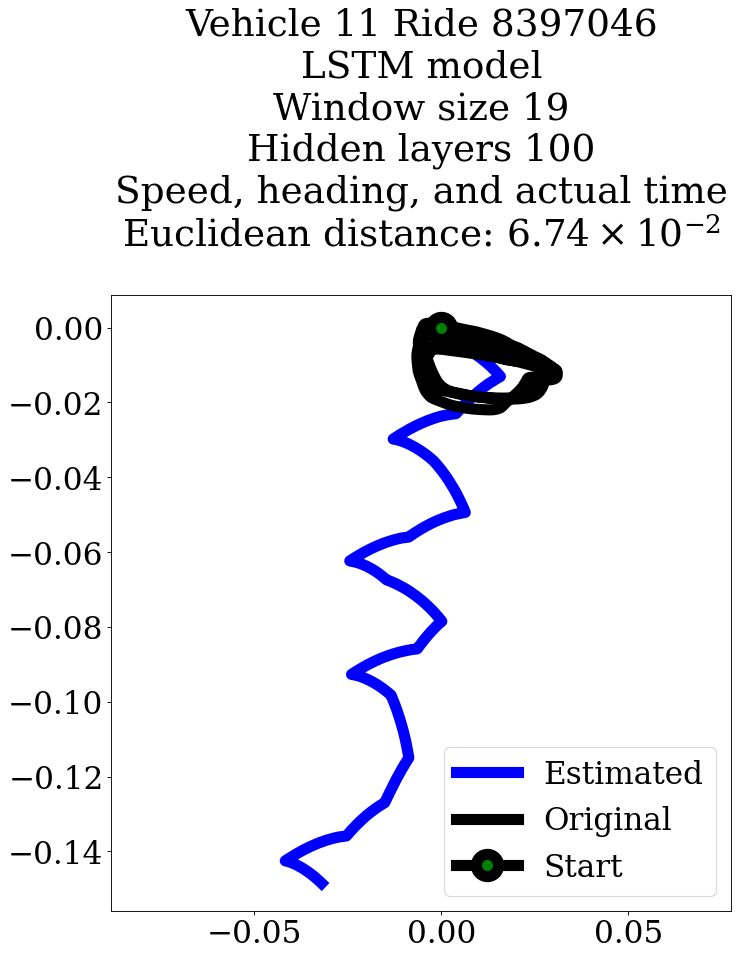 Vehicle 11 Ride 8397046
LSTM model
Window size 19
Hidden layers 100
Speed, heading, and actual time
Euclidean distance: 6.74 × 10⁻²
0.00
−0.02
−0.04
−0.06
−0.08
−0.10
−0.12
−0.14
Estimated
Original
Start
−0.05 0.00 0.05